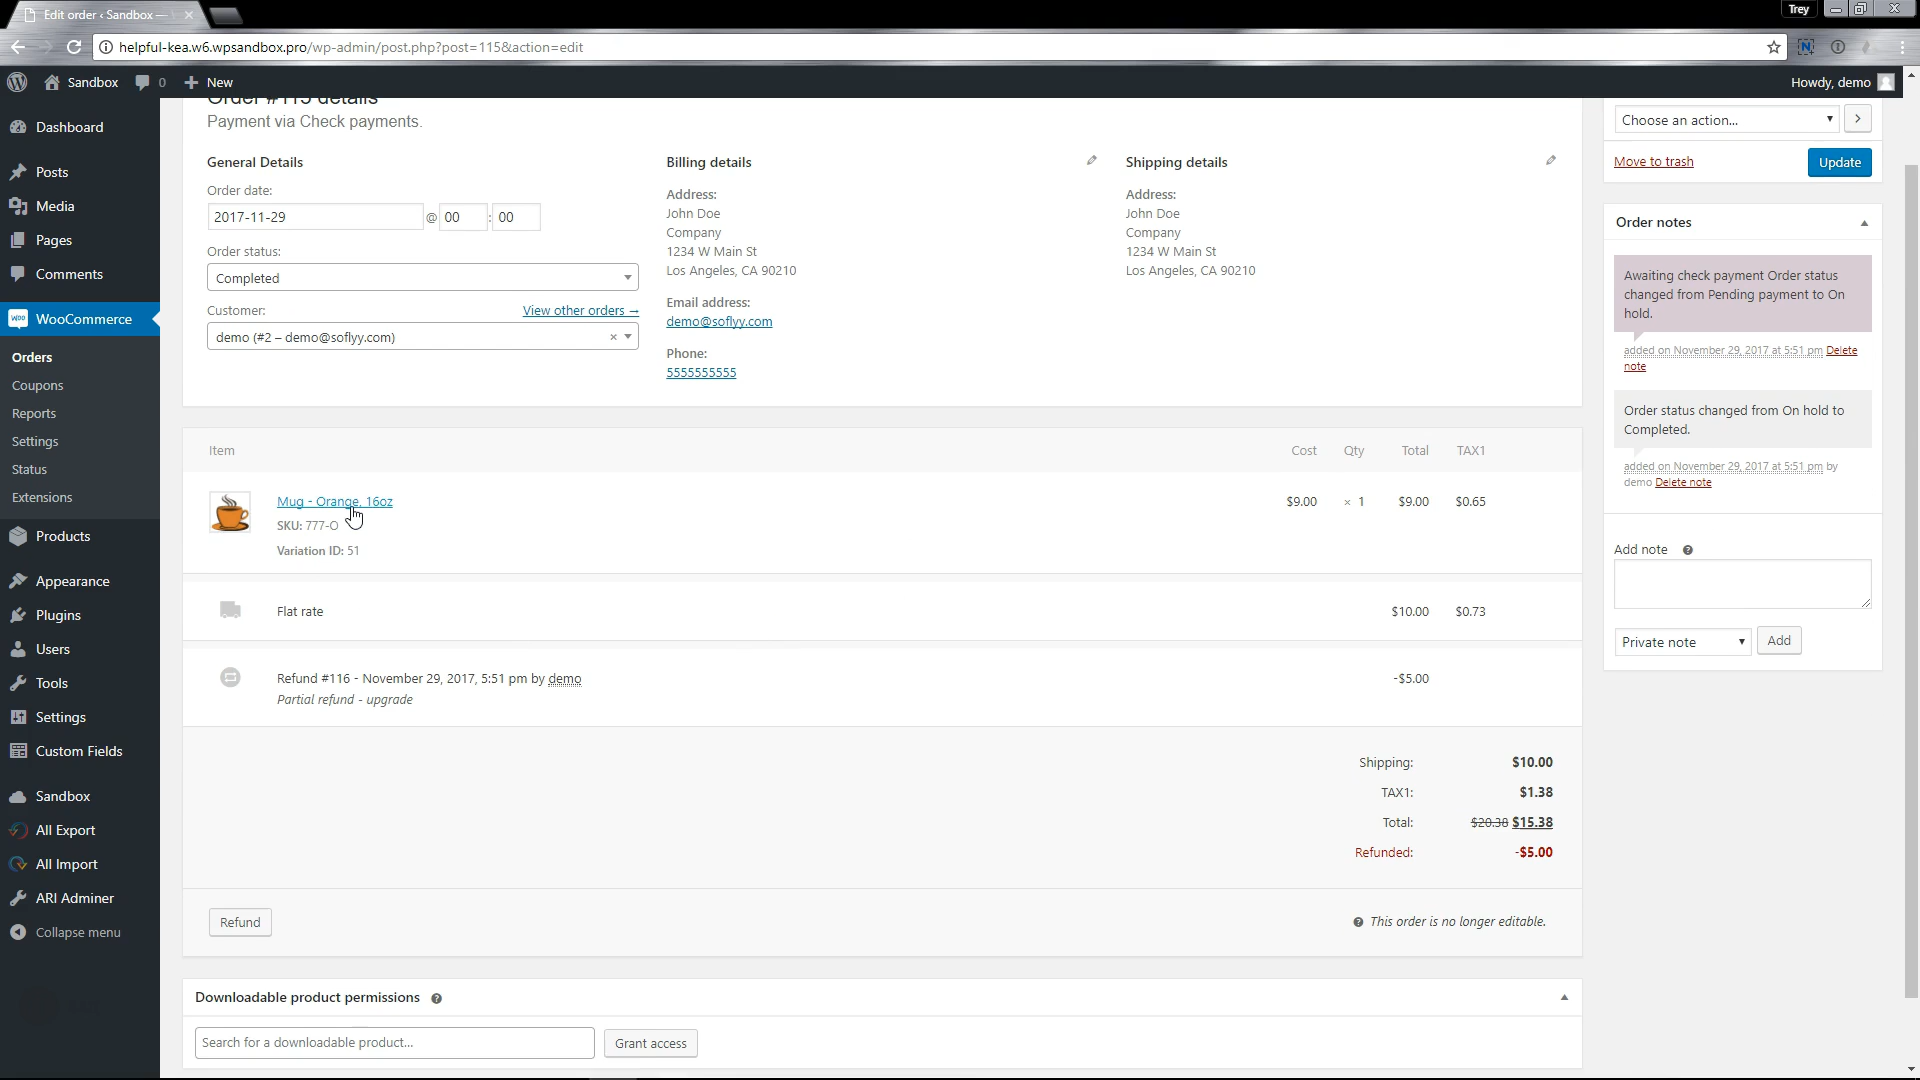 Edit order ‹ Sandbox —
Trey
helpful-kea.w6.wpsandbox.pro/wp-admin/post.php?post=115&action=edit
Sandbox
0
New
Howdy, demo
Dashboard
Posts
Media
Pages
Comments
WooCommerce
Orders
Coupons
Reports
Settings
Status
Extensions
Products
Appearance
Plugins
Users
Tools
Settings
Custom Fields
Sandbox
All Export
All Import
ARI Adminer
Collapse menu
Order #115 details
Payment via Check payments.
General Details
Order date:
2017-11-29 @ 00 : 00
Order status:
Completed
Customer: View other orders →
demo (#2 – demo@soflyy.com) ×
Billing details
Address:
John Doe
Company
1234 W Main St
Los Angeles, CA 90210
Email address:
demo@soflyy.com
Phone:
5555555555
Shipping details
Address:
John Doe
Company
1234 W Main St
Los Angeles, CA 90210
Item Cost Qty Total TAX1
Mug - Orange, 16oz $9.00 × 1 $9.00 $0.65
SKU: 777-O
Variation ID: 51
Flat rate $10.00 $0.73
Refund #116 - November 29, 2017, 5:51 pm by demo -$5.00
Partial refund - upgrade
Shipping: $10.00
TAX1: $1.38
Total: $20.38 $15.38
Refunded: -$5.00
Refund
This order is no longer editable.
Downloadable product permissions
Search for a downloadable product...
Grant access
Choose an action...
Move to trash
Update
Order notes
Awaiting check payment Order status
changed from Pending payment to On
hold.
added on November 29, 2017 at 5:51 pm Delete
note
Order status changed from On hold to
Completed.
added on November 29, 2017 at 5:51 pm by
demo Delete note
Add note
Private note
Add